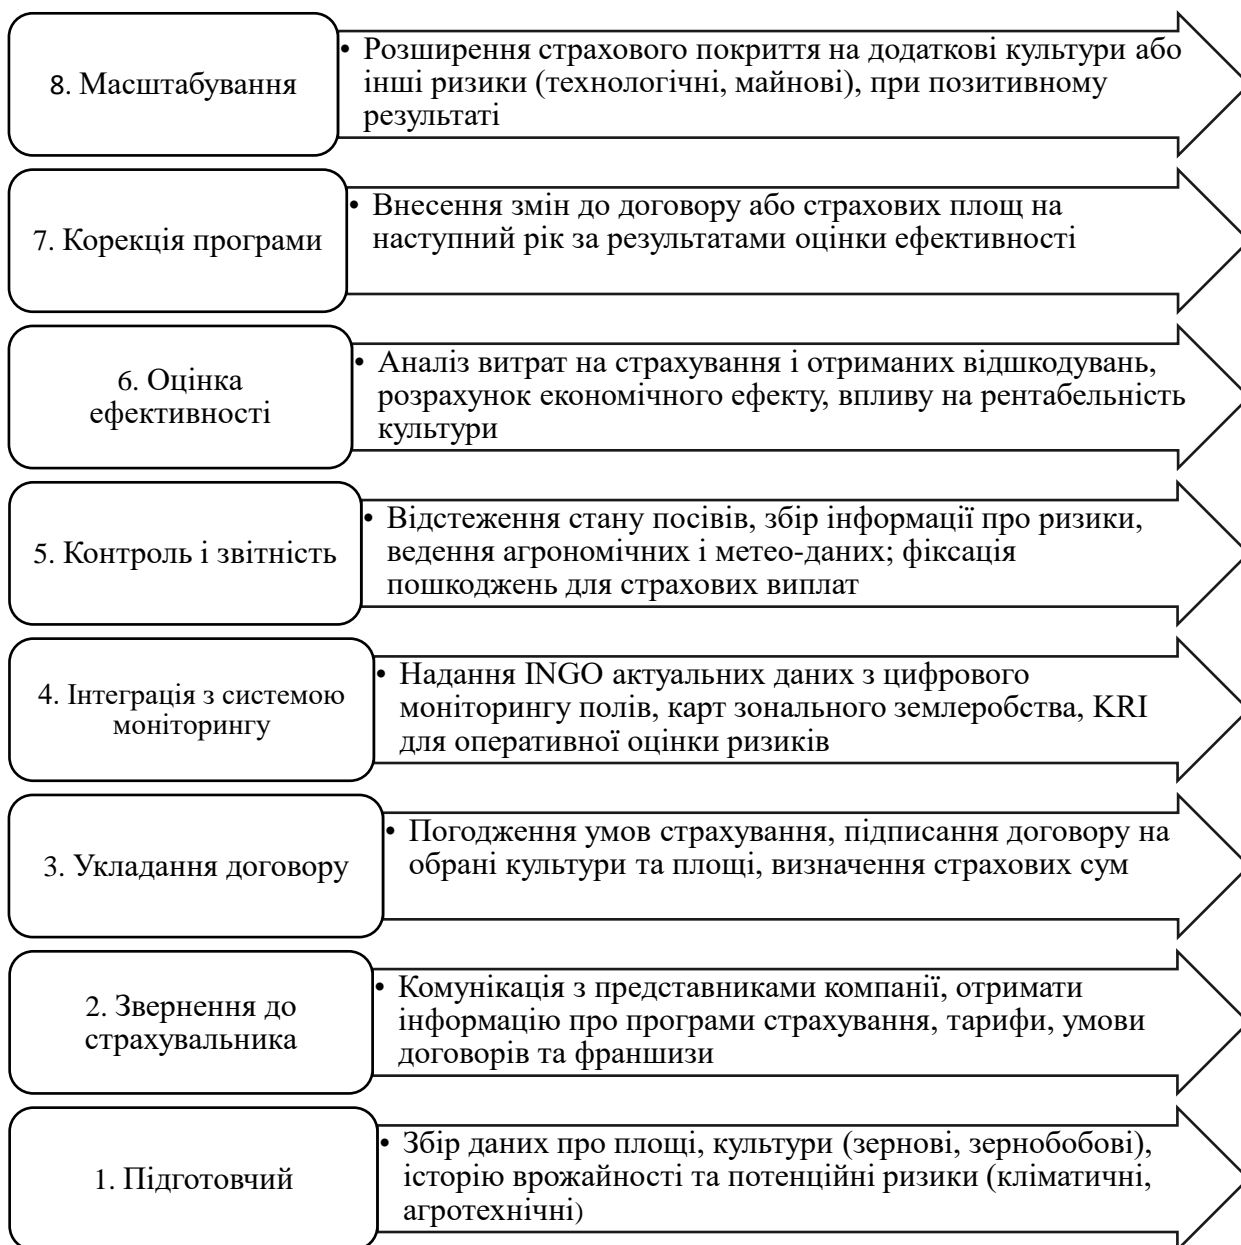 8. Масштабування
• Розширення страхового покриття на додаткові культури або
інші ризики (технологічні, майнові), при позитивному
результаті
7. Корекція програми
• Внесення змін до договору або страхових площ на
наступний рік за результатами оцінки ефективності
6. Оцінка
ефективності
• Аналіз витрат на страхування і отриманих відшкодувань,
розрахунок економічного ефекту, впливу на рентабельність
культури
5. Контроль і звітність
• Відстеження стану посівів, збір інформації про ризики,
ведення агрономічних і метео-даних; фіксація
пошкоджень для страхових виплат
4. Інтеграція з системою
моніторингу
• Надання INGO актуальних даних з цифрового
моніторингу полів, карт зонального землеробства, KRI
для оперативної оцінки ризиків
3. Укладання договору
• Погодження умов страхування, підписання договору на
обрані культури та площі, визначення страхових сум
2. Звернення до
страхувальника
• Комунікація з представниками компанії, отримати
інформацію про програми страхування, тарифи, умови
договорів та франшизи
1. Підготовчий
• Збір даних про площі, культури (зернові, зернобобові),
історію врожайності та потенційні ризики (кліматичні,
агротехнічні)